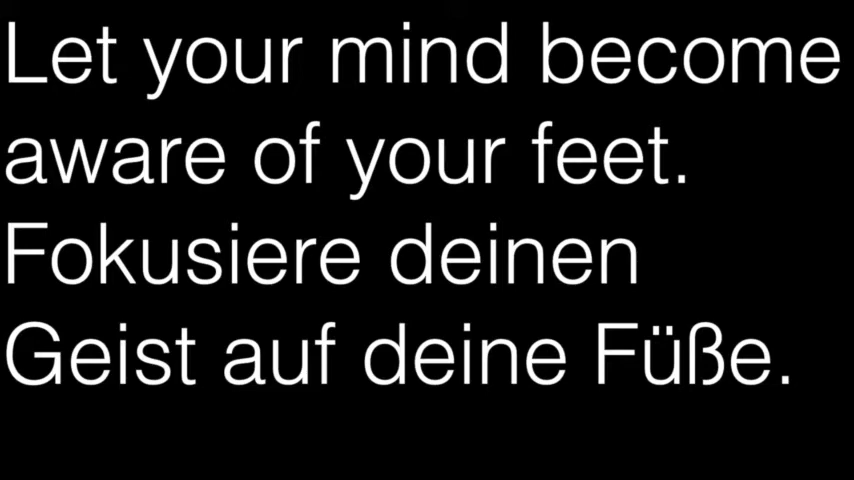 Let your mind become
aware of your feet.
Fokusiere deinen
Geist auf deine Füße.